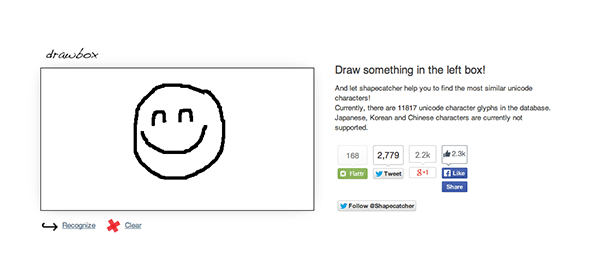 drawbox
Draw something in the left box!
And let shapecatcher help you to find the most similar unicode
characters!
Currently, there are 11817 unicode character glyphs in the database.
Japanese, Korean and Chinese characters are currently not
supported.
168 2,779 2.2k 2.3k
Flattr Tweet g+1 Like
Share
Follow @Shapecatcher
Recognize Clear